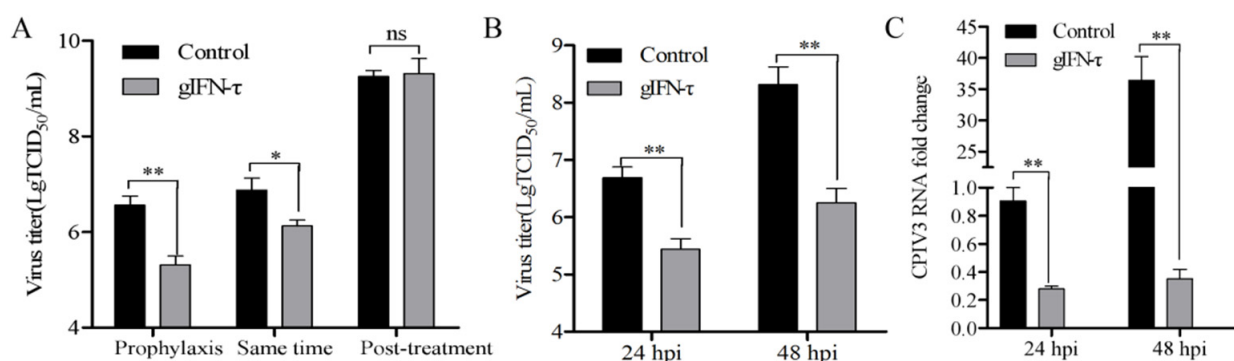 A
Virus titer(LgTCID50/mL)
10
8
6
4
Control
gIFN-τ
**
*
ns
Prophylaxis
Same time
Post-treatment
B
Virus titer(LgTCID50/mL)
9
8
7
6
5
4
Control
gIFN-τ
**
**
24 hpi
48 hpi
C
CPIV3 RNA fold change
45
40
35
30
25
1.0
0.8
0.6
0.4
0.2
0.0
Control
gIFN-τ
**
**
24 hpi
48 hpi